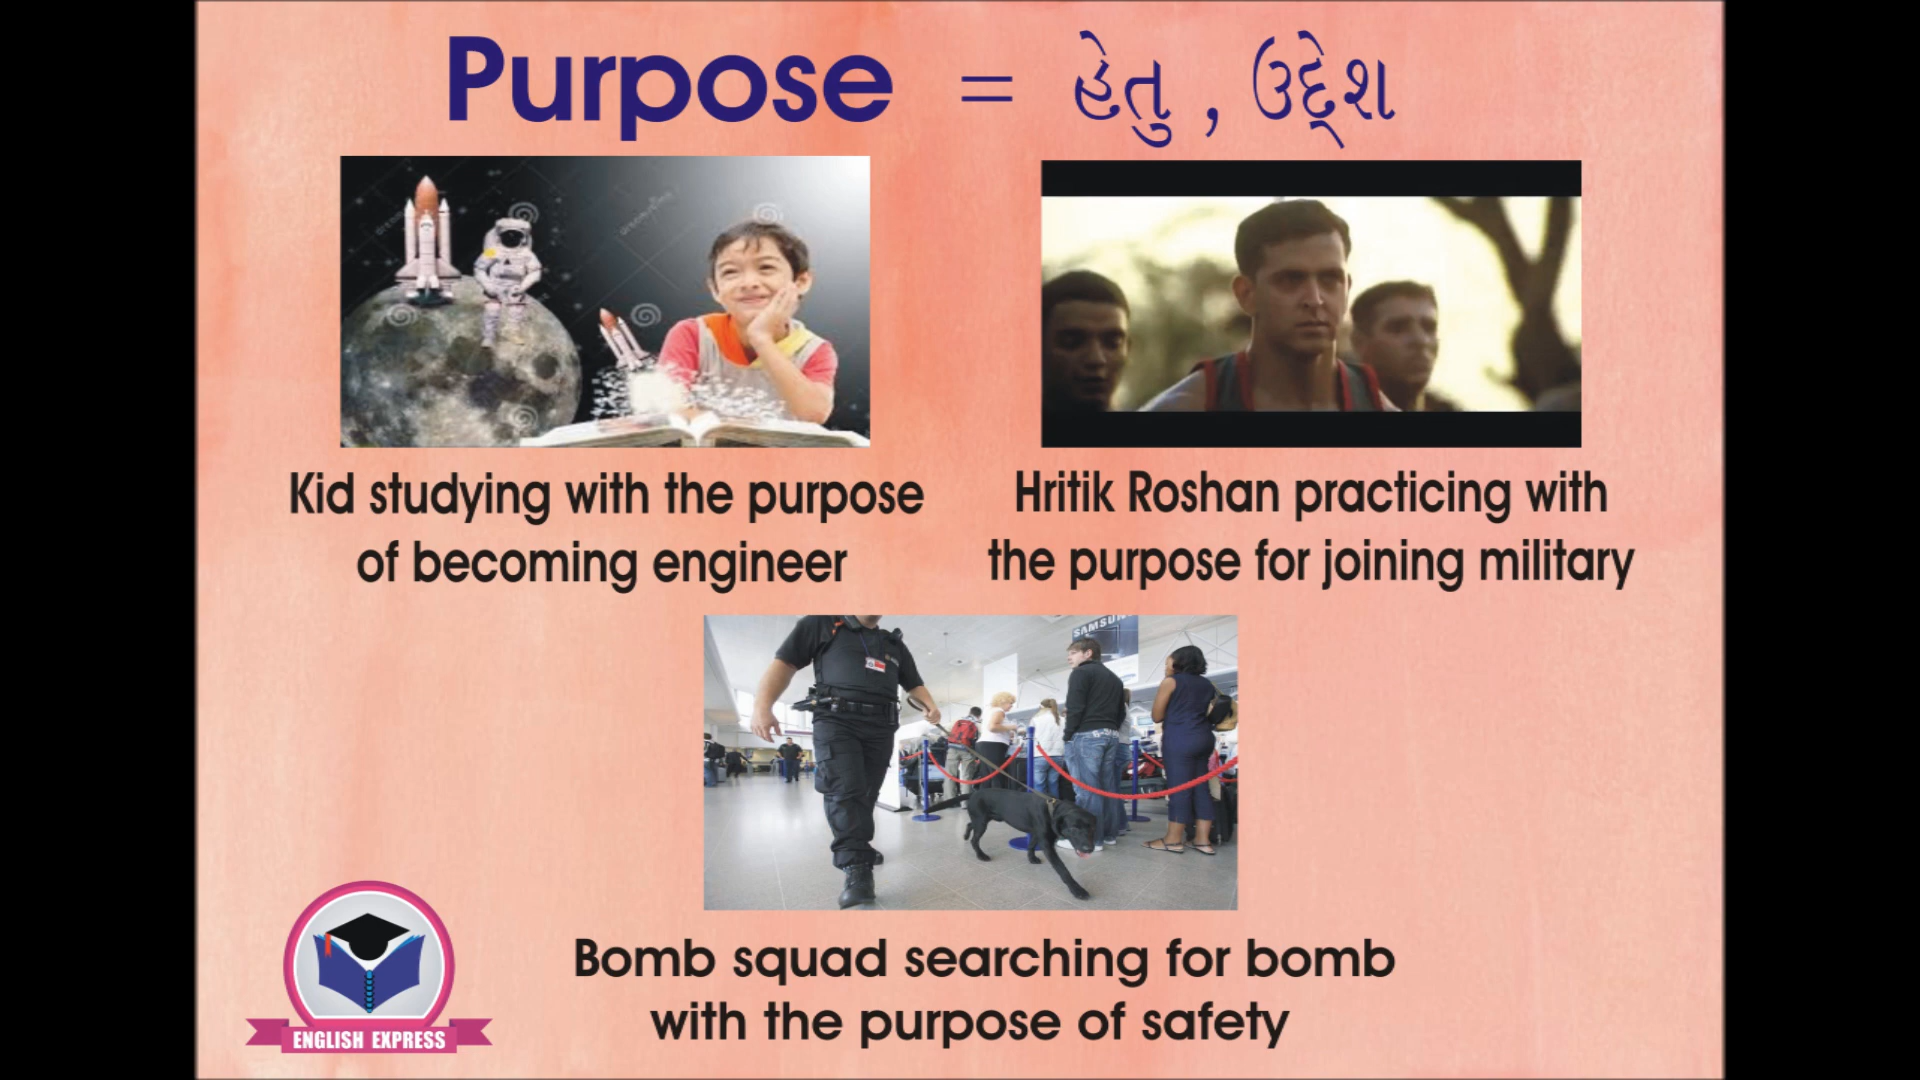 Purpose = હેતુ , ઉદ્દેશ
Kid studying with the purpose
of becoming engineer
Hritik Roshan practicing with
the purpose for joining military
SAMSUN
Bomb squad searching for bomb
with the purpose of safety
ENGLISH EXPRESS